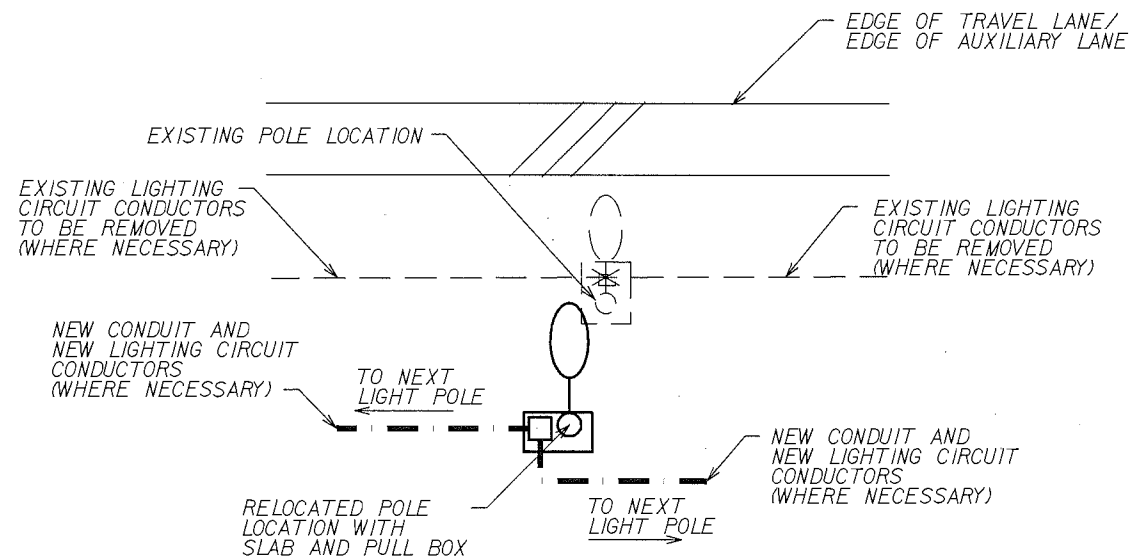 EDGE OF TRAVEL LANE/
EDGE OF AUXILIARY LANE
EXISTING POLE LOCATION
EXISTING LIGHTING
CIRCUIT CONDUCTORS
TO BE REMOVED
(WHERE NECESSARY)
EXISTING LIGHTING
CIRCUIT CONDUCTORS
TO BE REMOVED
(WHERE NECESSARY)
NEW CONDUIT AND
NEW LIGHTING CIRCUIT
CONDUCTORS
(WHERE NECESSARY)
TO NEXT
LIGHT POLE
NEW CONDUIT AND
NEW LIGHTING CIRCUIT
CONDUCTORS
(WHERE NECESSARY)
RELOCATED POLE
LOCATION WITH
SLAB AND PULL BOX
TO NEXT
LIGHT POLE